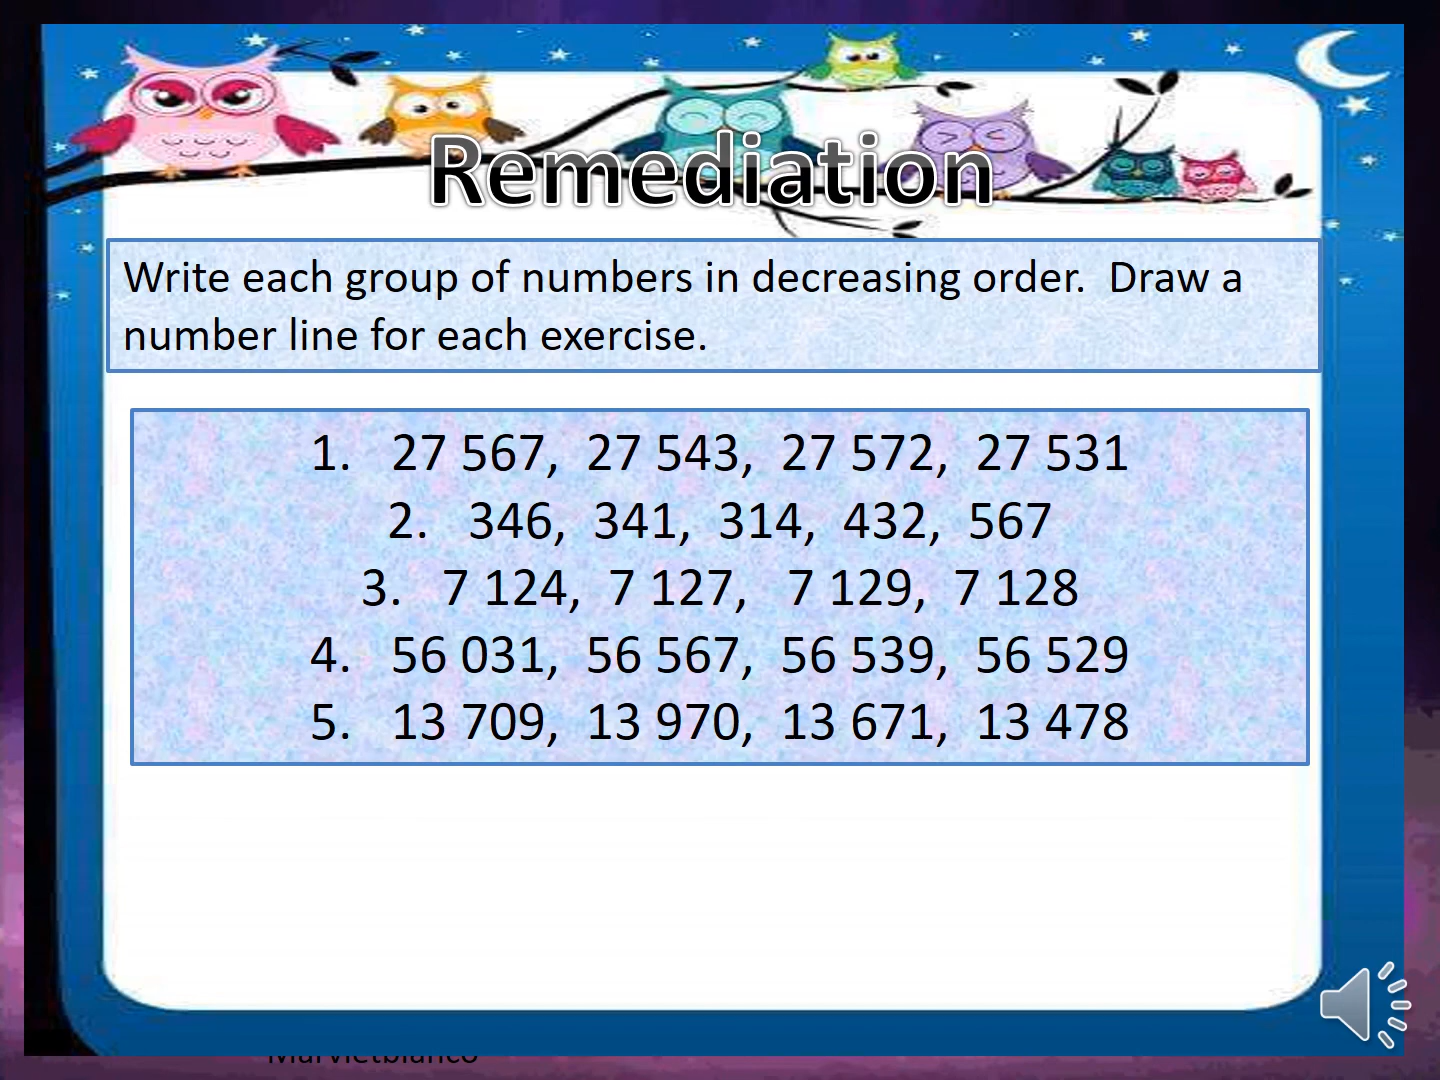 Remediation
Write each group of numbers in decreasing order. Draw a
number line for each exercise.
1. 27 567, 27 543, 27 572, 27 531
2. 346, 341, 314, 432, 567
3. 7 124, 7 127, 7 129, 7 128
4. 56 031, 56 567, 56 539, 56 529
5. 13 709, 13 970, 13 671, 13 478